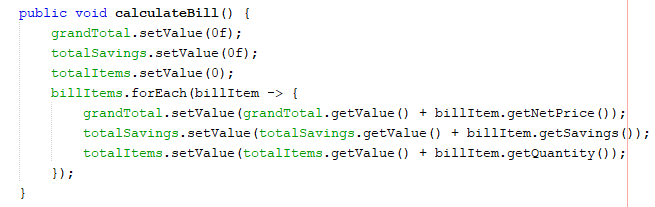 public void calculateBill() {
grandTotal.setValue(0f);
totalSavings.setValue(0f);
totalItems.setValue(0);
billItems.forEach(billItem -> {
grandTotal.setValue(grandTotal.getValue() + billItem.getNetPrice());
totalSavings.setValue(totalSavings.getValue() + billItem.getSavings());
totalItems.setValue(totalItems.getValue() + billItem.getQuantity());
});
}